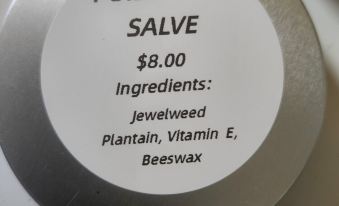 SALVE
$8.00
Ingredients:
Jewelweed
Plantain, Vitamin E,
Beeswax